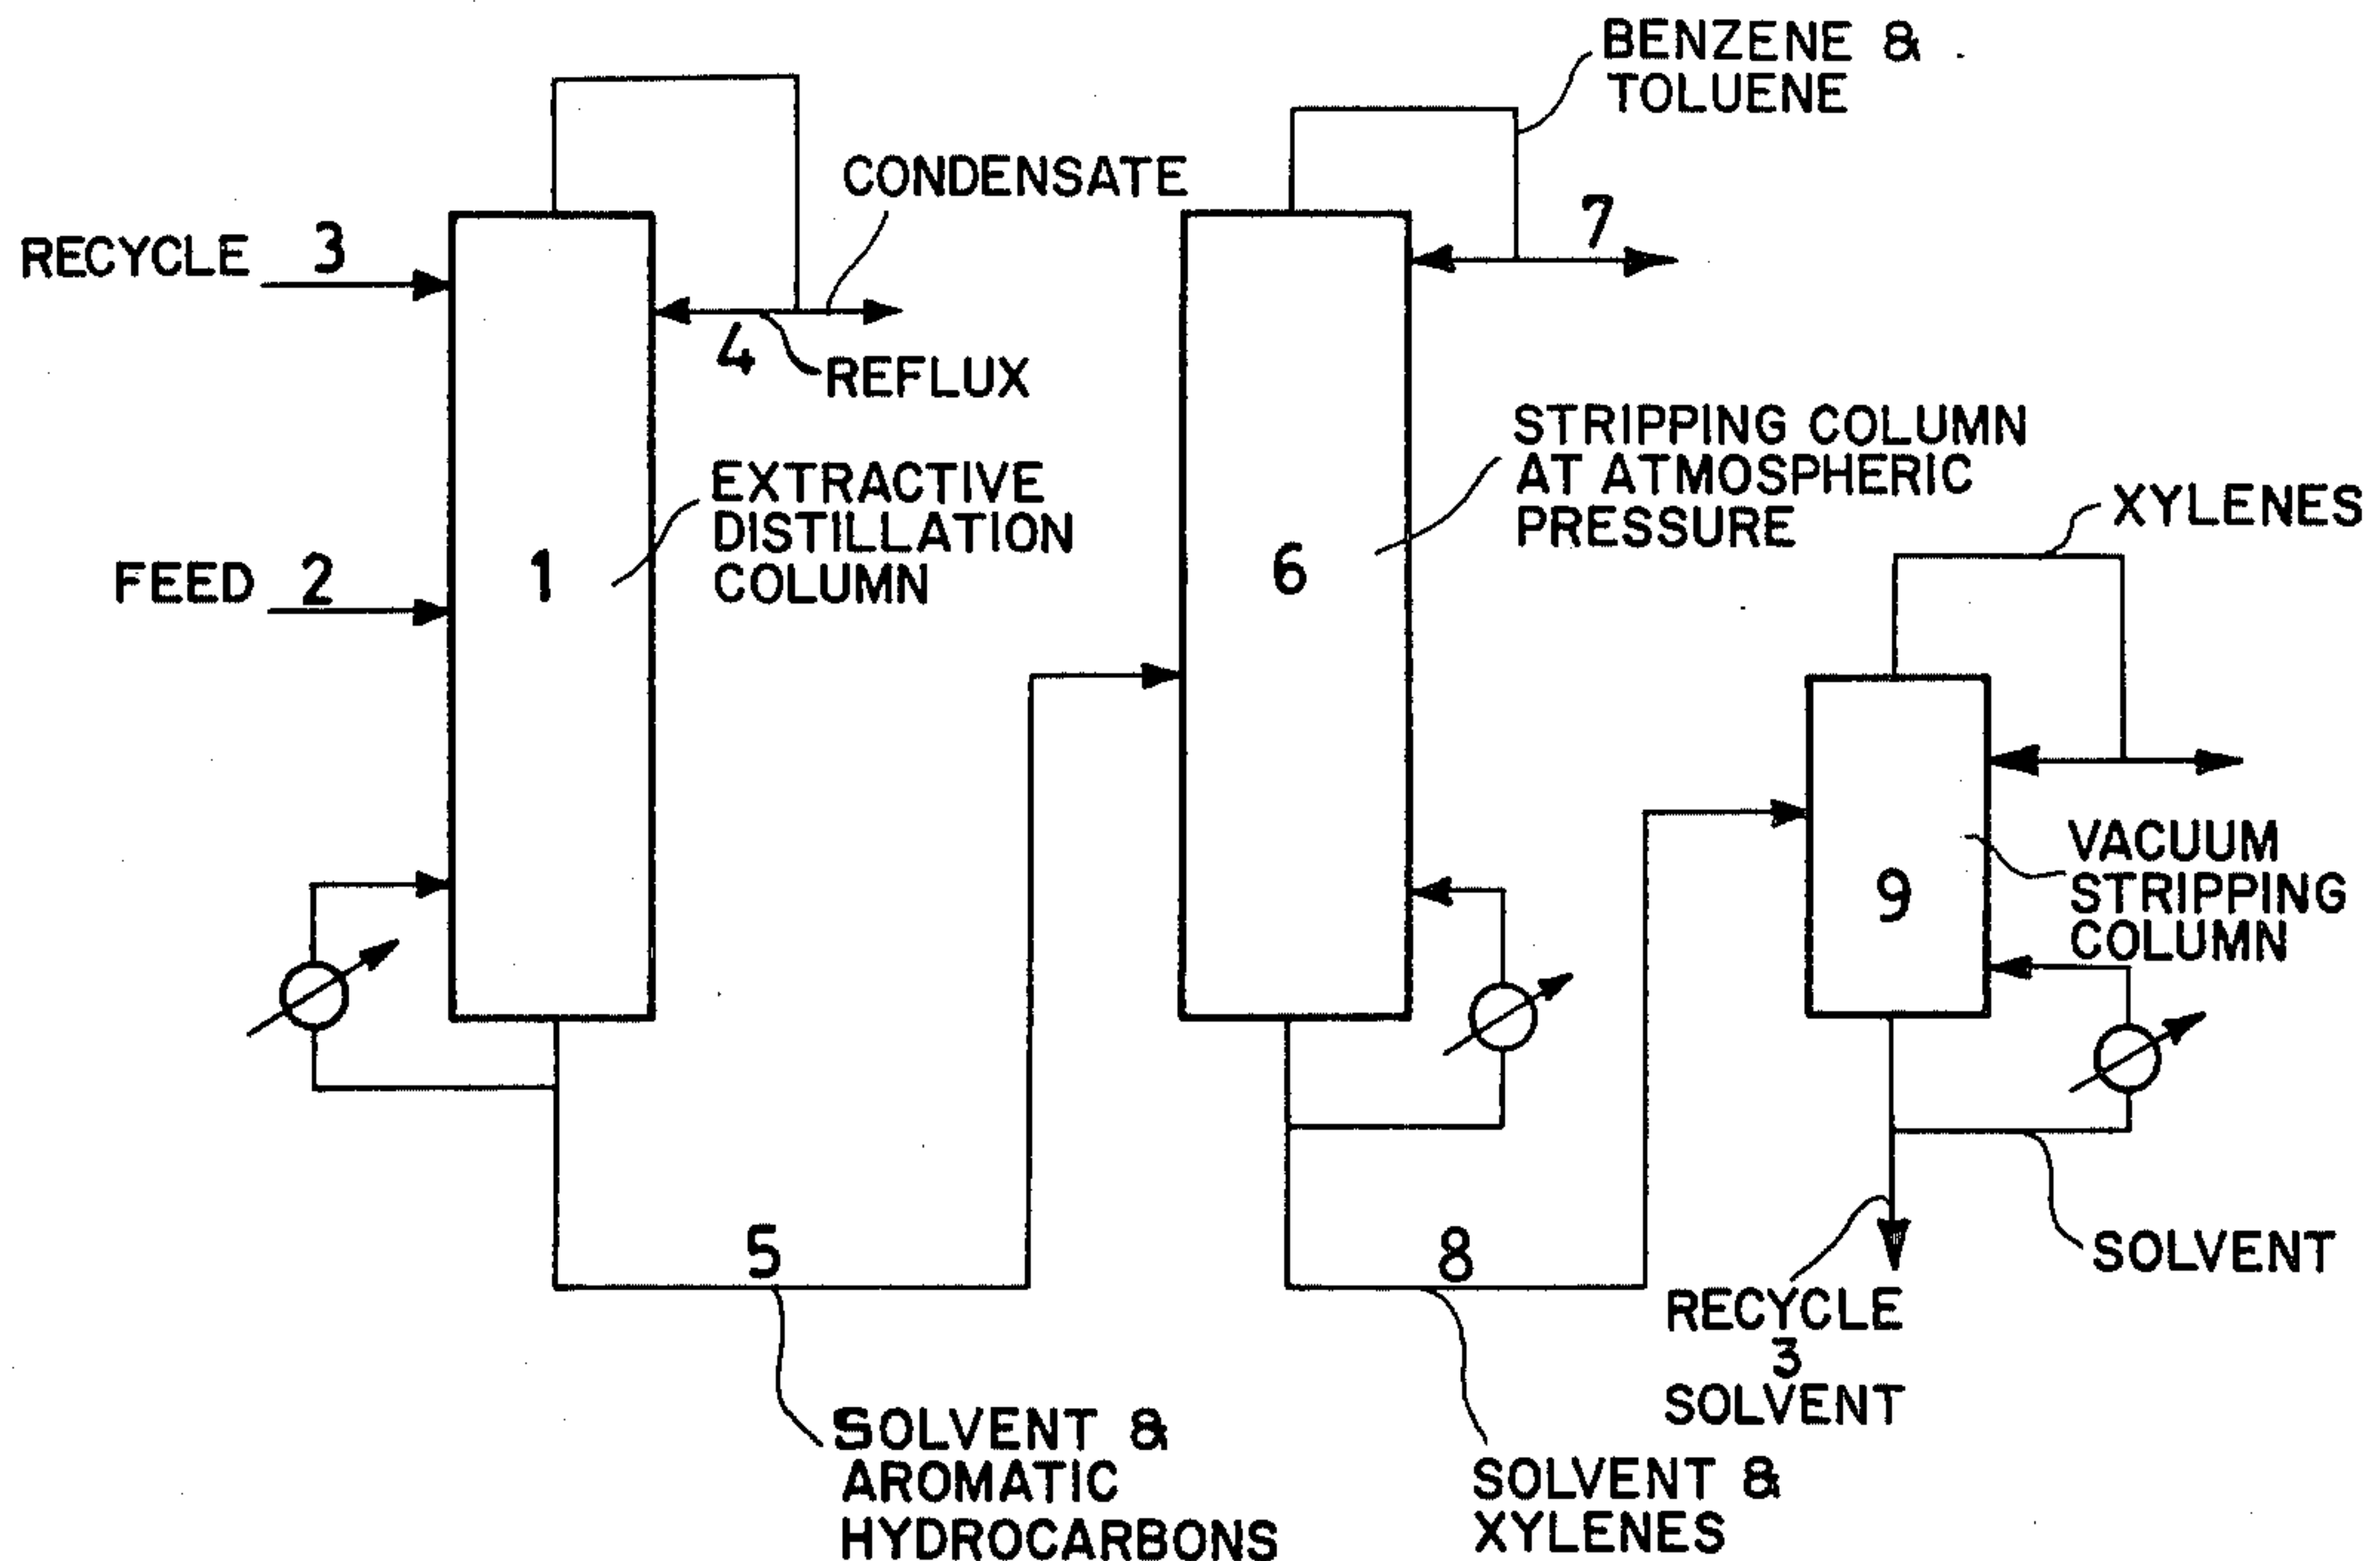 BENZENE &
TOLUENE
CONDENSATE
RECYCLE 3
7
4
REFLUX
STRIPPING COLUMN
AT ATMOSPHERIC
PRESSURE
EXTRACTIVE
DISTILLATION
COLUMN
XYLENES
FEED 2
1
6
VACUUM
STRIPPING
COLUMN
9
5
8
SOLVENT
RECYCLE
3
SOLVENT
SOLVENT &
AROMATIC
HYDROCARBONS
SOLVENT &
XYLENES